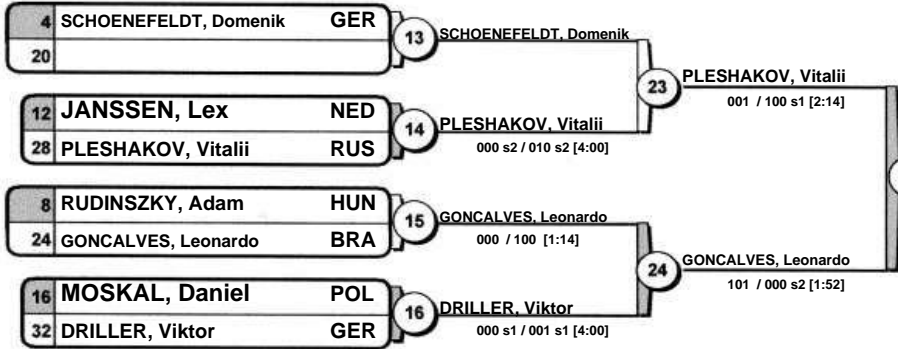 4 SCHOENEFELDT, Domenik GER
20
13
SCHOENEFELDT, Domenik
12 JANSSEN, Lex NED
28 PLESHAKOV, Vitalii RUS
14
PLESHAKOV, Vitalii
000 s2 / 010 s2 [4:00]
23
PLESHAKOV, Vitalii
001 / 100 s1 [2:14]
8 RUDINSZKY, Adam HUN
24 GONCALVES, Leonardo BRA
15
GONCALVES, Leonardo
000 / 100 [1:14]
16 MOSKAL, Daniel POL
32 DRILLER, Viktor GER
16
DRILLER, Viktor
000 s1 / 001 s1 [4:00]
24
GONCALVES, Leonardo
101 / 000 s2 [1:52]